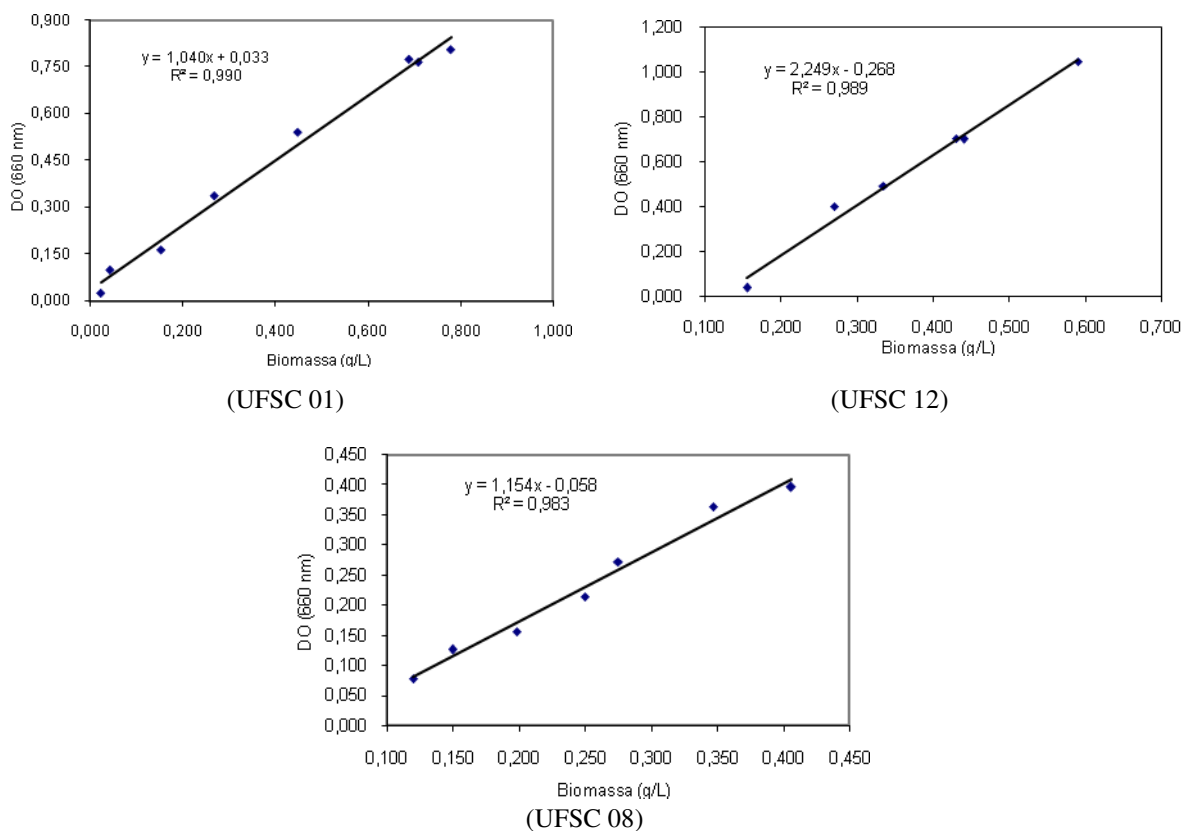 0,900
0,750
0,600
0,450
0,300
0,150
0,000
DO (660 nm)
y = 1,040x + 0,033
R² = 0,990
0,000 0,200 0,400 0,600 0,800 1,000
Biomassa (g/L)
(UFSC 01)
1,200
1,000
0,800
0,600
0,400
0,200
0,000
DO (660 nm)
y = 2,249x - 0,268
R² = 0,989
0,100 0,200 0,300 0,400 0,500 0,600 0,700
Biomassa (g/L)
(UFSC 12)
0,450
0,400
0,350
0,300
0,250
0,200
0,150
0,100
0,050
0,000
DO (660 nm)
y = 1,154x - 0,058
R² = 0,983
0,100 0,150 0,200 0,250 0,300 0,350 0,400 0,450
Biomassa (g/L)
(UFSC 08)